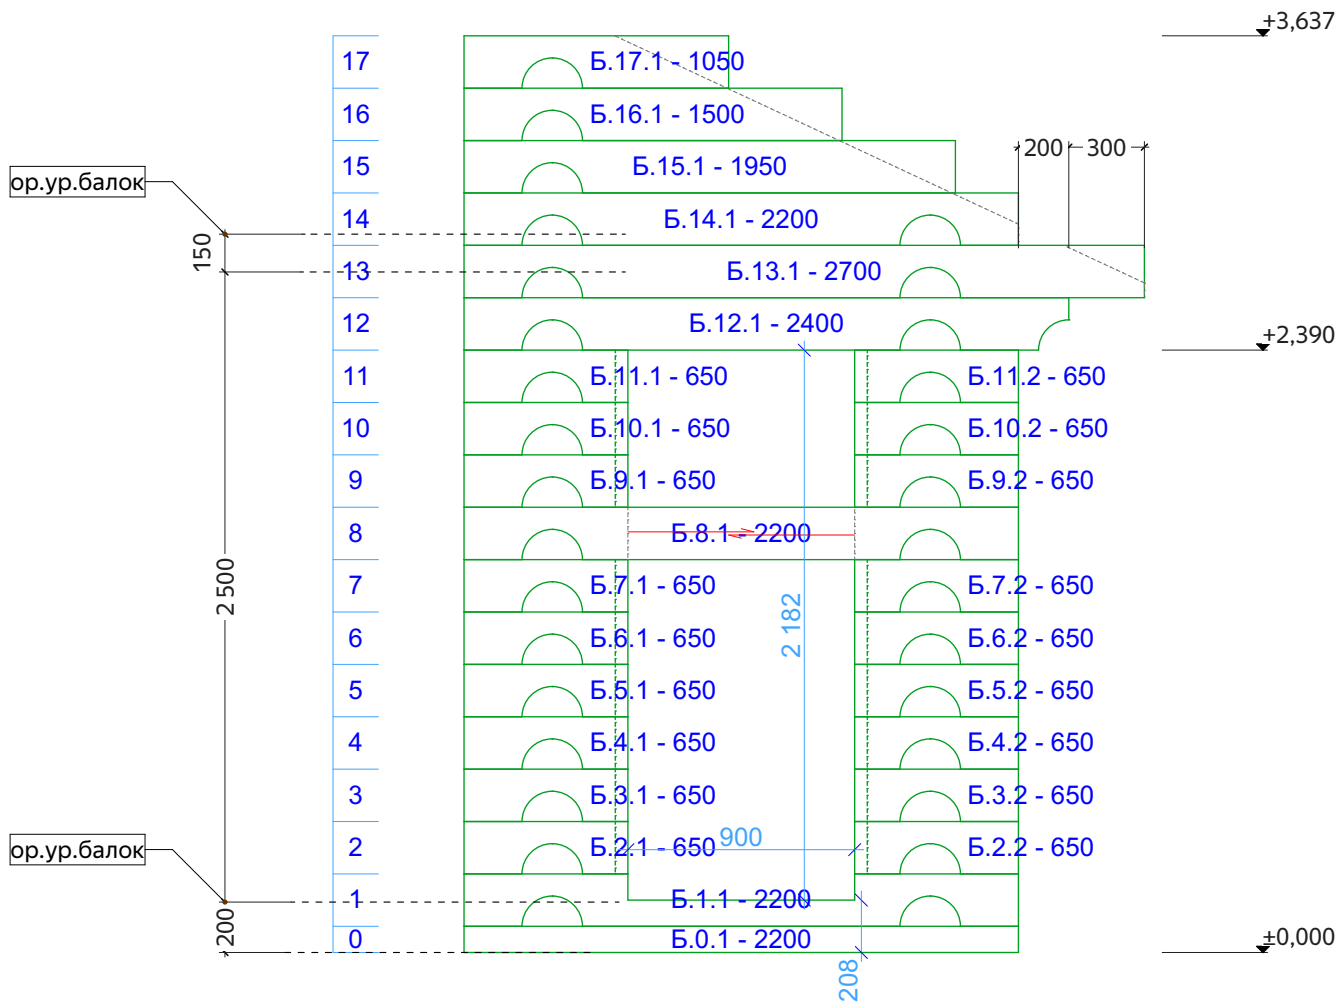 +3,637
17 Б.17.1 - 1050
16 Б.16.1 - 1500
200 300
15 Б.15.1 - 1950
ор.ур.балок
14 Б.14.1 - 2200
150
13 Б.13.1 - 2700
12 Б.12.1 - 2400
+2,390
11 Б.11.1 - 650 Б.11.2 - 650
10 Б.10.1 - 650 Б.10.2 - 650
9 Б.9.1 - 650 Б.9.2 - 650
8 Б.8.1 - 2200
2 500
7 Б.7.1 - 650 Б.7.2 - 650
2 182
6 Б.6.1 - 650 Б.6.2 - 650
5 Б.5.1 - 650 Б.5.2 - 650
4 Б.4.1 - 650 Б.4.2 - 650
3 Б.3.1 - 650 Б.3.2 - 650
900
ор.ур.балок
2 Б.2.1 - 650 Б.2.2 - 650
1 Б.1.1 - 2200
200
0 Б.0.1 - 2200
±0,000
208